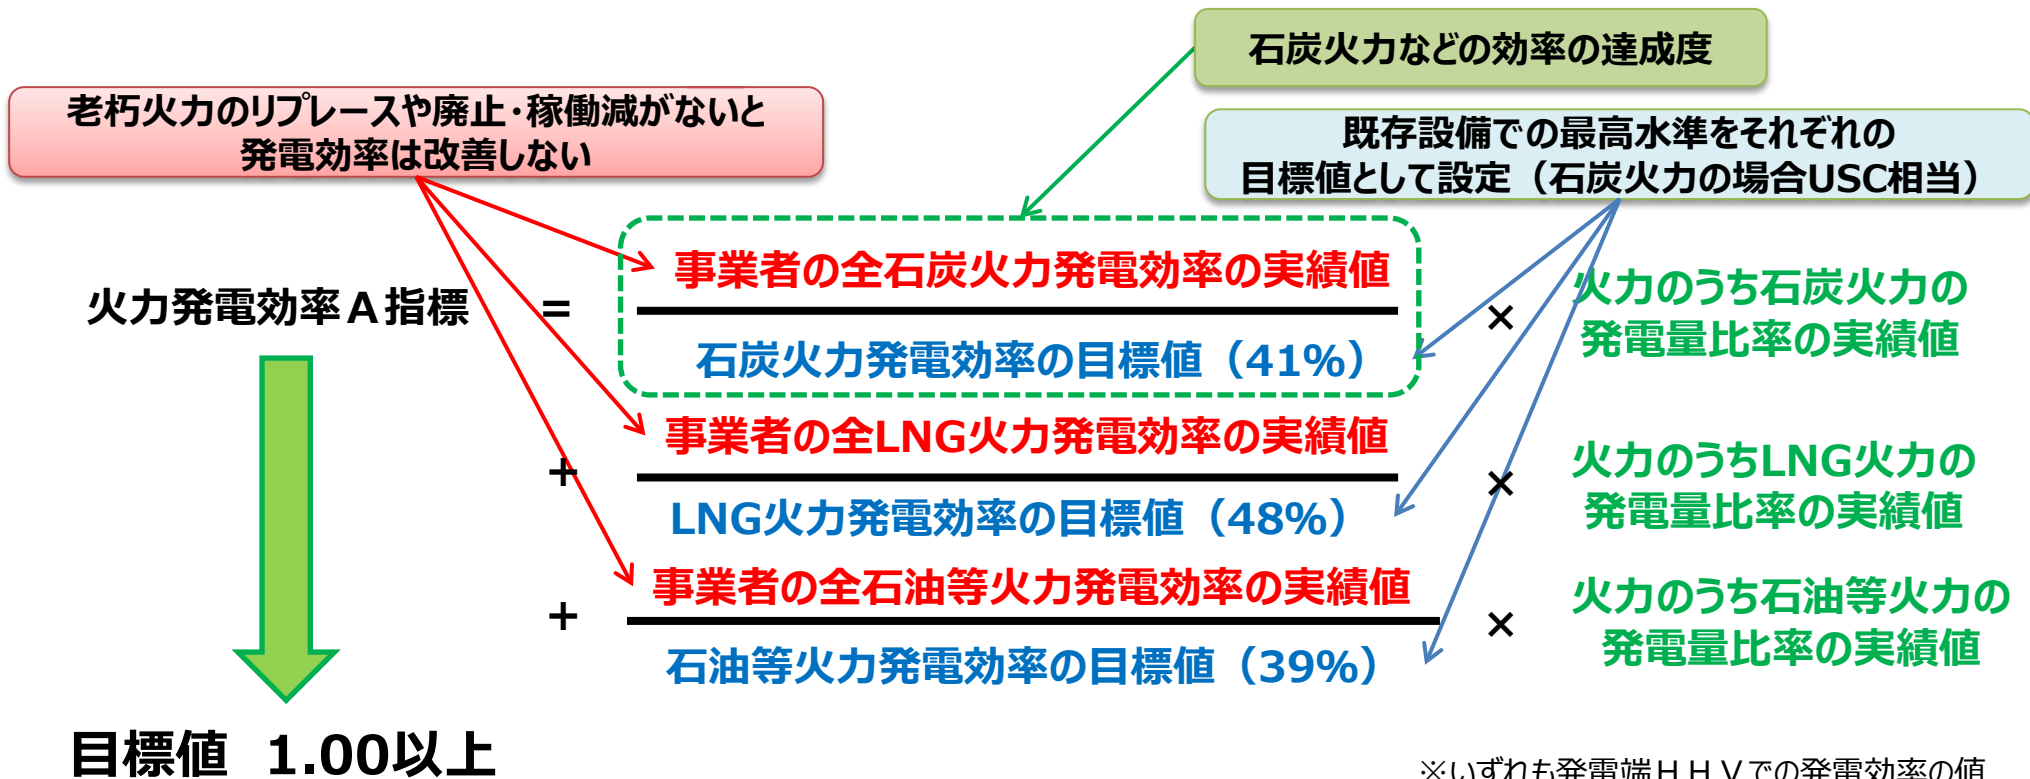 石炭火力などの効率の達成度
老朽火力のリプレースや廃止・稼働減がないと
発電効率は改善しない
既存設備での最高水準をそれぞれの
目標値として設定（石炭火力の場合USC相当）
火力発電効率Ａ指標 =
事業者の全石炭火力発電効率の実績値
石炭火力発電効率の目標値（41%）
×
火力のうち石炭火力の
発電量比率の実績値
+
事業者の全LNG火力発電効率の実績値
LNG火力発電効率の目標値（48%）
×
火力のうちLNG火力の
発電量比率の実績値
+
事業者の全石油等火力発電効率の実績値
石油等火力発電効率の目標値（39%）
×
火力のうち石油等火力の
発電量比率の実績値
目標値 1.00以上
※いずれも発電端ＨＨＶでの発電効率の値